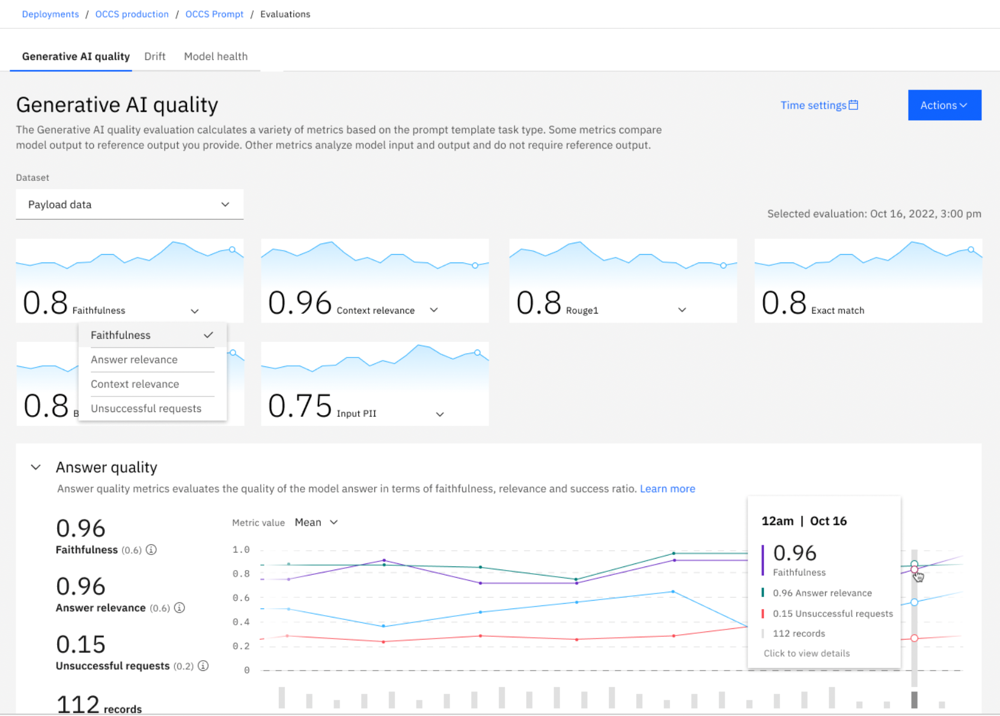 Deployments / OCCS production / OCCS Prompt / Evaluations
Generative AI quality Drift Model health
Generative AI quality
Time settings
Actions
The Generative AI quality evaluation calculates a variety of metrics based on the prompt template task type. Some metrics compare
model output to reference output you provide. Other metrics analyze model input and output and do not require reference output.
Dataset
Payload data
Selected evaluation: Oct 16, 2022, 3:00 pm
0.8 Faithfulness
0.96 Context relevance
0.8 Rouge1
0.8 Exact match
Faithfulness
Answer relevance
Context relevance
Unsuccessful requests
0.8 B
0.75 Input PII
Answer quality
Answer quality metrics evaluates the quality of the model answer in terms of faithfulness, relevance and success ratio. Learn more
0.96
Faithfulness (0.6)
0.96
Answer relevance (0.6)
0.15
Unsuccessful requests (0.2)
112 records
Metric value Mean
1.0
0.8
0.6
0.4
0.2
0
12am | Oct 16
0.96
Faithfulness
0.96 Answer relevance
0.15 Unsuccessful requests
112 records
Click to view details